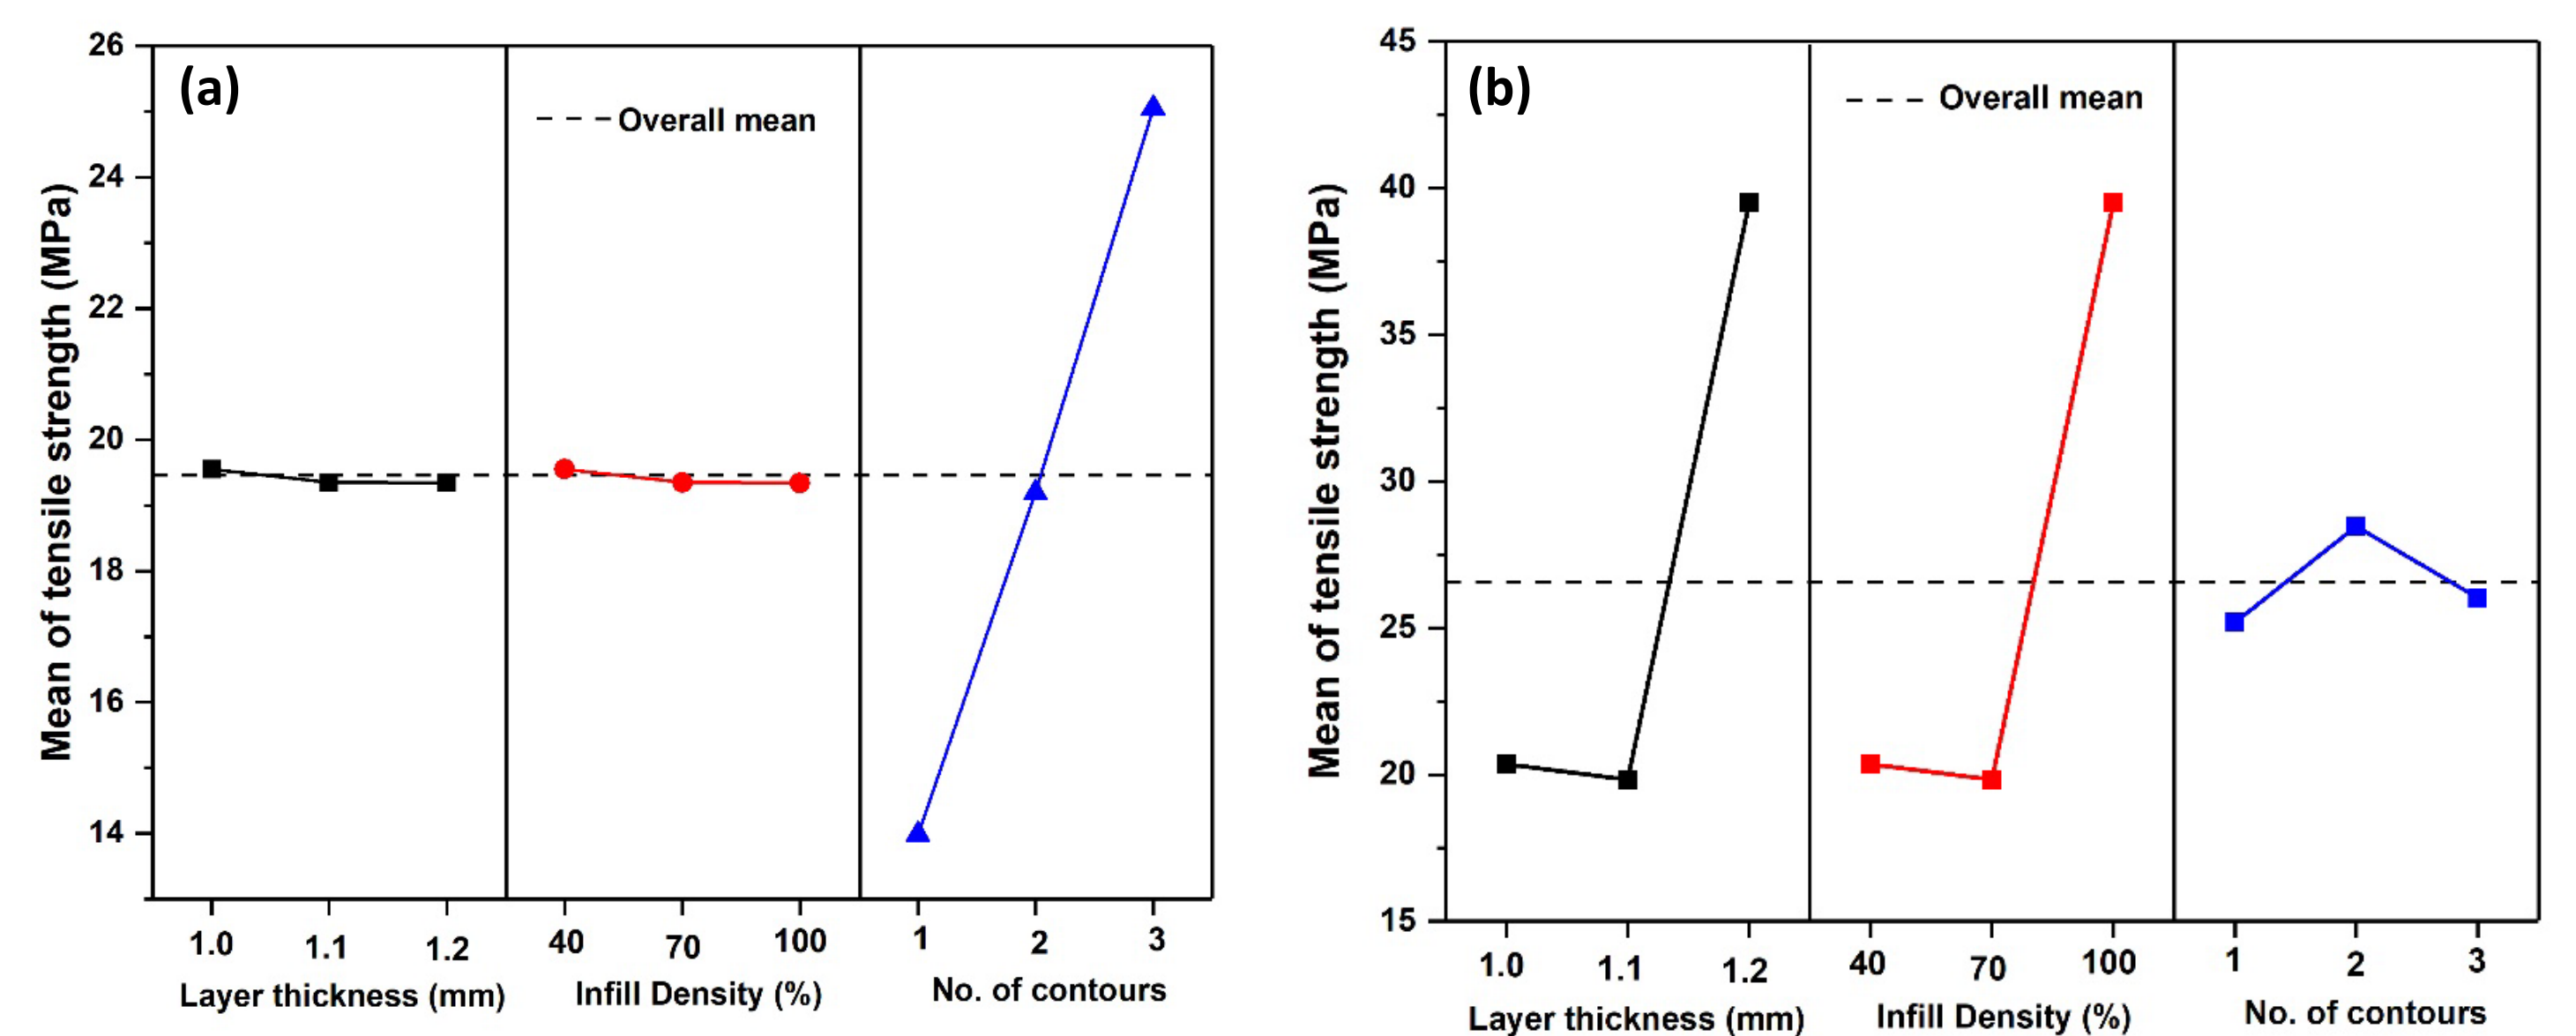 (a)
Overall mean
Mean of tensile strength (MPa)
26
24
22
20
18
16
14
1.0 1.1 1.2 40 70 100 1 2 3
Layer thickness (mm) Infill Density (%) No. of contours
(b)
Overall mean
Mean of tensile strength (MPa)
45
40
35
30
25
20
15
1.0 1.1 1.2 40 70 100 1 2 3
Layer thickness (mm) Infill Density (%) No. of contours